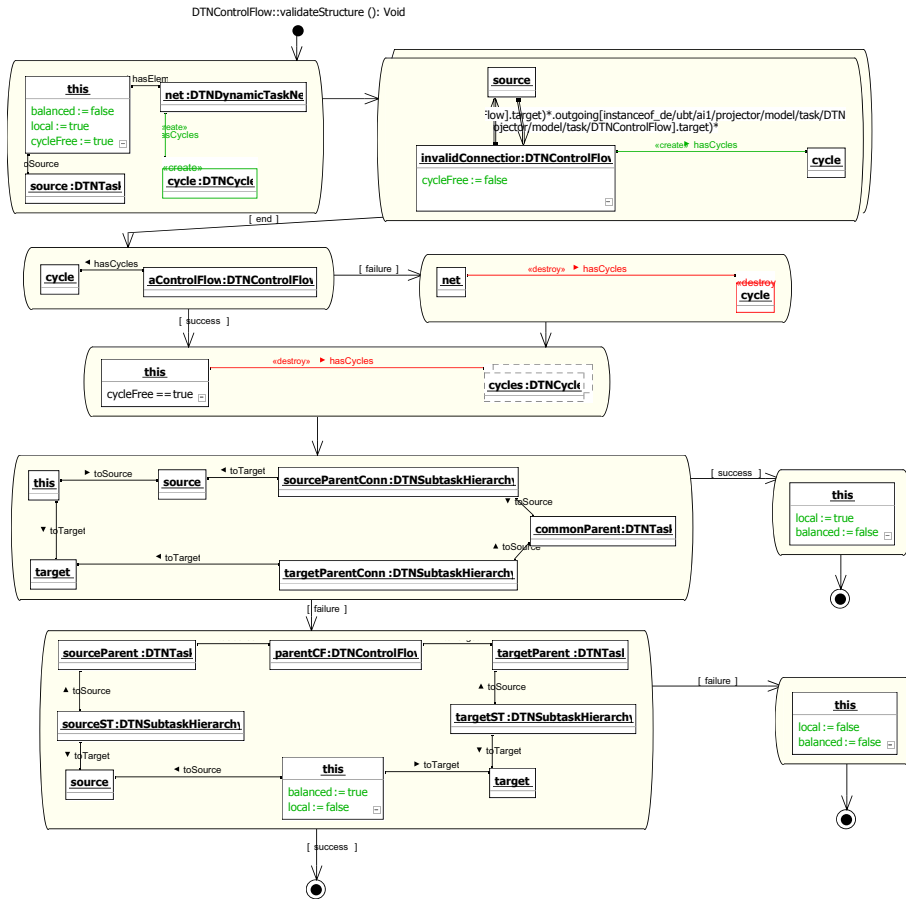 DTNControlFlow::validateStructure (): Void
this
balanced := false
local := true
cycleFree := true
hasElem
net :DTNDynamicTaskNe
«create»
hasCycles
«create»
cycle :DTNCycle
source :DTNTask
source
low].target)*.outgoing[instanceof_de/ubt/ai1/projector/model/task/DTN
ojector/model/task/DTNControlFlow].target)*
invalidConnection:DTNControlFlow
cycleFree := false
«create» hasCycles
cycle
[ end ]
cycle
◄ hasCycles
aControlFlow:DTNControlFlow
[ failure ]
net
«destroy» ► hasCycles
«destroy
cycle
[ success ]
this
cycleFree == true
«destroy» ► hasCycles
cycles :DTNCycle
this
► toSource
source
◄ toTarget
sourceParentConn :DTNSubtaskHierarchy
▼ toSource
commonParent:DTNTask
▲ toSource
▼ toTarget
target
◄ toTarget
targetParentConn :DTNSubtaskHierarchy
[ success ]
this
local := true
balanced := false
[ failure ]
sourceParent :DTNTask
parentCF:DTNControlFlow
targetParent :DTNTask
▲ toSource
▲ toSource
sourceST :DTNSubtaskHierarchy
targetST :DTNSubtaskHierarchy
▼ toTarget
▼ toTarget
source
◄ toSource
this
balanced := true
local := false
► toTarget
target
[ failure ]
this
local := false
balanced := false
[ success ]